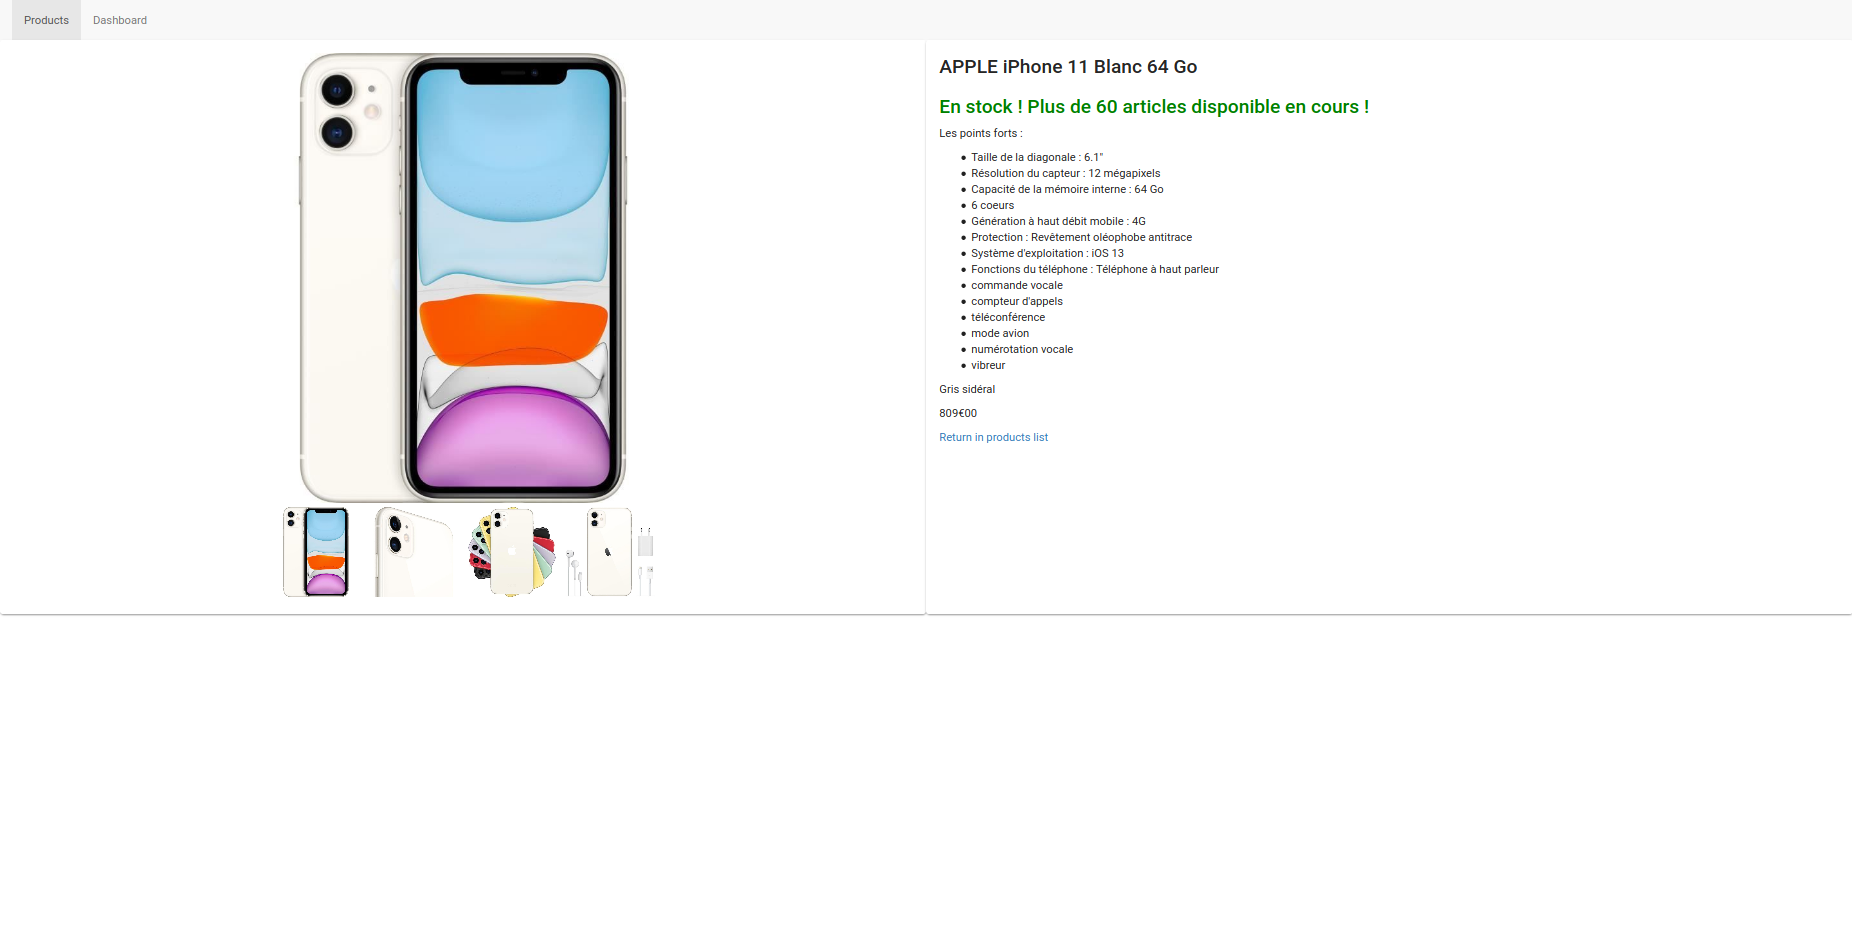 Products
Dashboard
APPLE iPhone 11 Blanc 64 Go
En stock ! Plus de 60 articles disponible en cours !
Les points forts :
Taille de la diagonale : 6.1"
Résolution du capteur : 12 mégapixels
Capacité de la mémoire interne : 64 Go
6 coeurs
Génération à haut débit mobile : 4G
Protection : Revêtement oléophobe antitrace
Système d'exploitation : iOS 13
Fonctions du téléphone : Téléphone à haut parleur
commande vocale
compteur d'appels
téléconférence
mode avion
numérotation vocale
vibreur
Gris sidéral
809€00
Return in products list